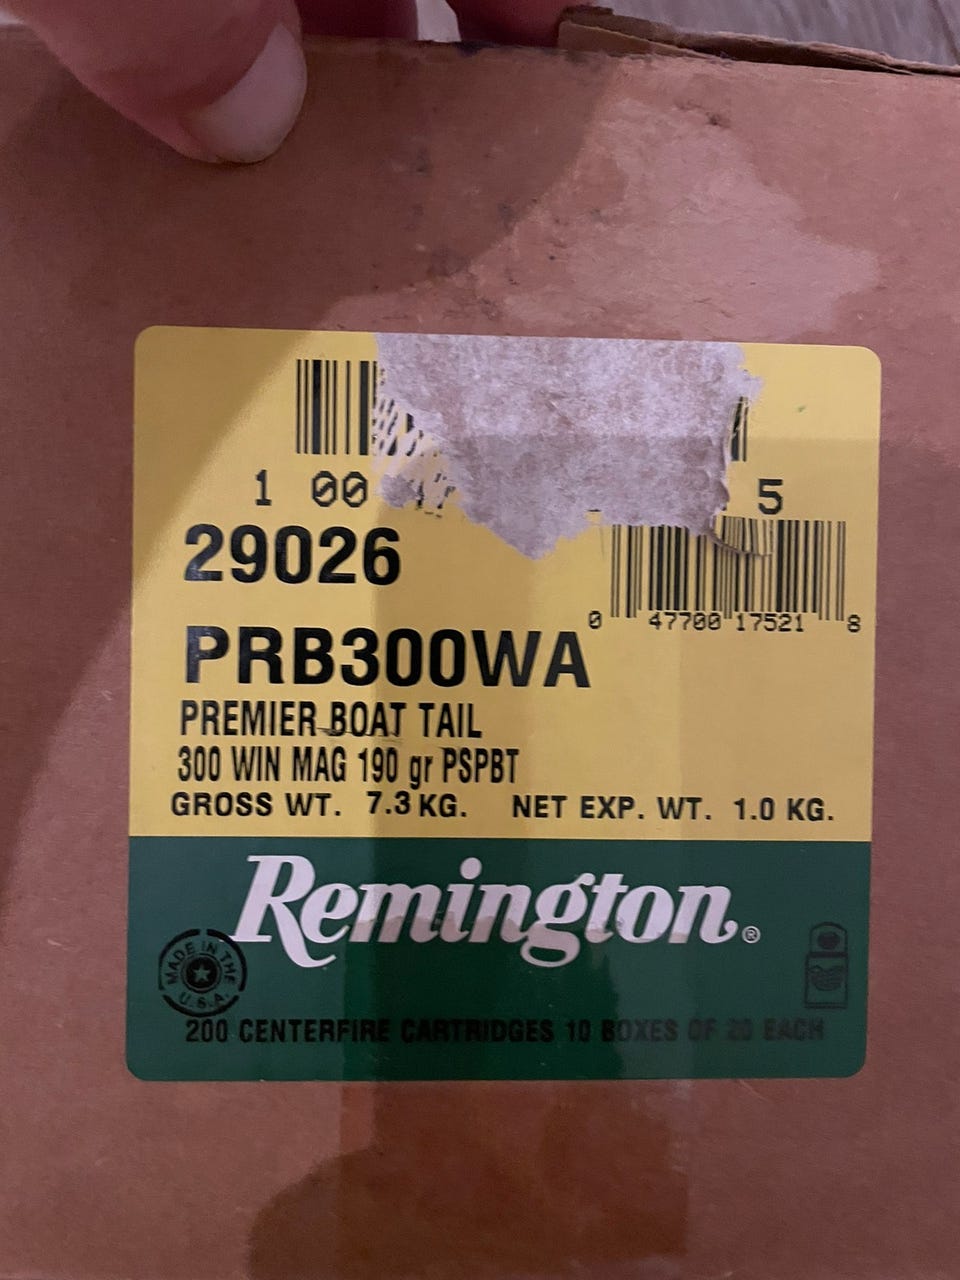 1 00
5
29026
0 47700 17521 8
PRB300WA
PREMIER BOAT TAIL
300 WIN MAG 190 gr PSPBT
GROSS WT. 7.3 KG. NET EXP. WT. 1.0 KG.
Remington®
MADE IN THE
U.S.A.
200 CENTERFIRE CARTRIDGES 10 BOXES OF 20 EACH